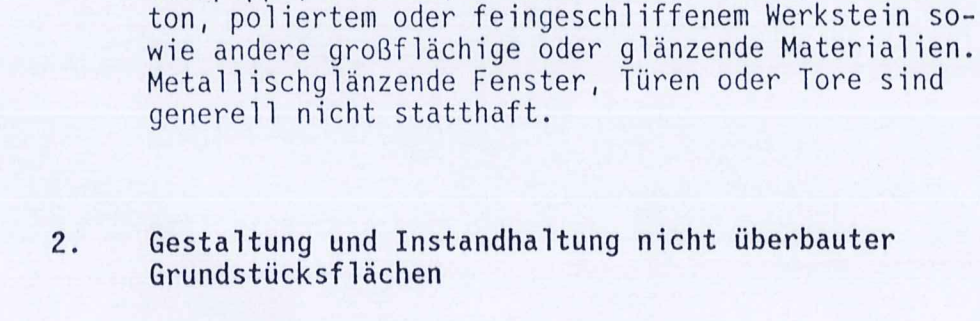 ton, poliertem oder feingeschliffenem Werkstein so-
wie andere großflächige oder glänzende Materialien.
Metallischglänzende Fenster, Türen oder Tore sind
generell nicht statthaft.
2. Gestaltung und Instandhaltung nicht überbauter
Grundstücksflächen